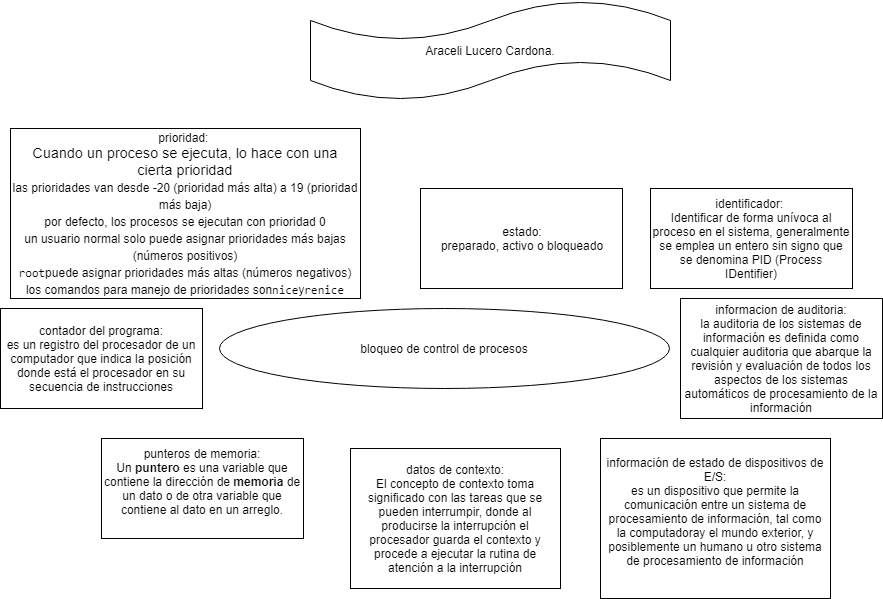 Araceli Lucero Cardona.
prioridad:
Cuando un proceso se ejecuta, lo hace con una
cierta prioridad
las prioridades van desde -20 (prioridad más alta) a 19 (prioridad
más baja)
por defecto, los procesos se ejecutan con prioridad 0
un usuario normal solo puede asignar prioridades más bajas
(números positivos)
rootpuede asignar prioridades más altas (números negativos)
los comandos para manejo de prioridades sonniceyrenice
estado:
preparado, activo o bloqueado
identificador:
Identificar de forma unívoca al
proceso en el sistema, generalmente
se emplea un entero sin signo que
se denomina PID (Process
IDentifier)
contador del programa:
es un registro del procesador de un
computador que indica la posición
donde está el procesador en su
secuencia de instrucciones
bloqueo de control de procesos
informacion de auditoria:
la auditoria de los sistemas de
información es definida como
cualquier auditoria que abarque la
revisión y evaluación de todos los
aspectos de los sistemas
automáticos de procesamiento de la
información
punteros de memoria:
Un puntero es una variable que
contiene la dirección de memoria de
un dato o de otra variable que
contiene al dato en un arreglo.
datos de contexto:
El concepto de contexto toma
significado con las tareas que se
pueden interrumpir, donde al
producirse la interrupción el
procesador guarda el contexto y
procede a ejecutar la rutina de
atención a la interrupción
información de estado de dispositivos de
E/S:
es un dispositivo que permite la
comunicación entre un sistema de
procesamiento de información, tal como
la computadoray el mundo exterior, y
posiblemente un humano u otro sistema
de procesamiento de información